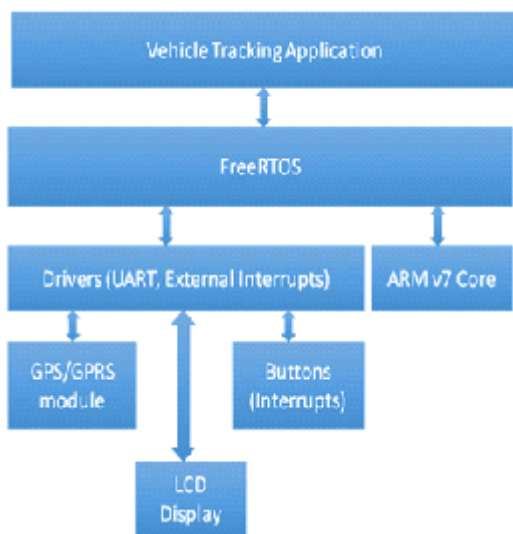 Vehicle Tracking Application
FreeRTOS
Drivers (UART, External Interrupts)
ARM v7 Core
GPS/GPRS
module
Buttons
(Interrupts)
LCD
Display